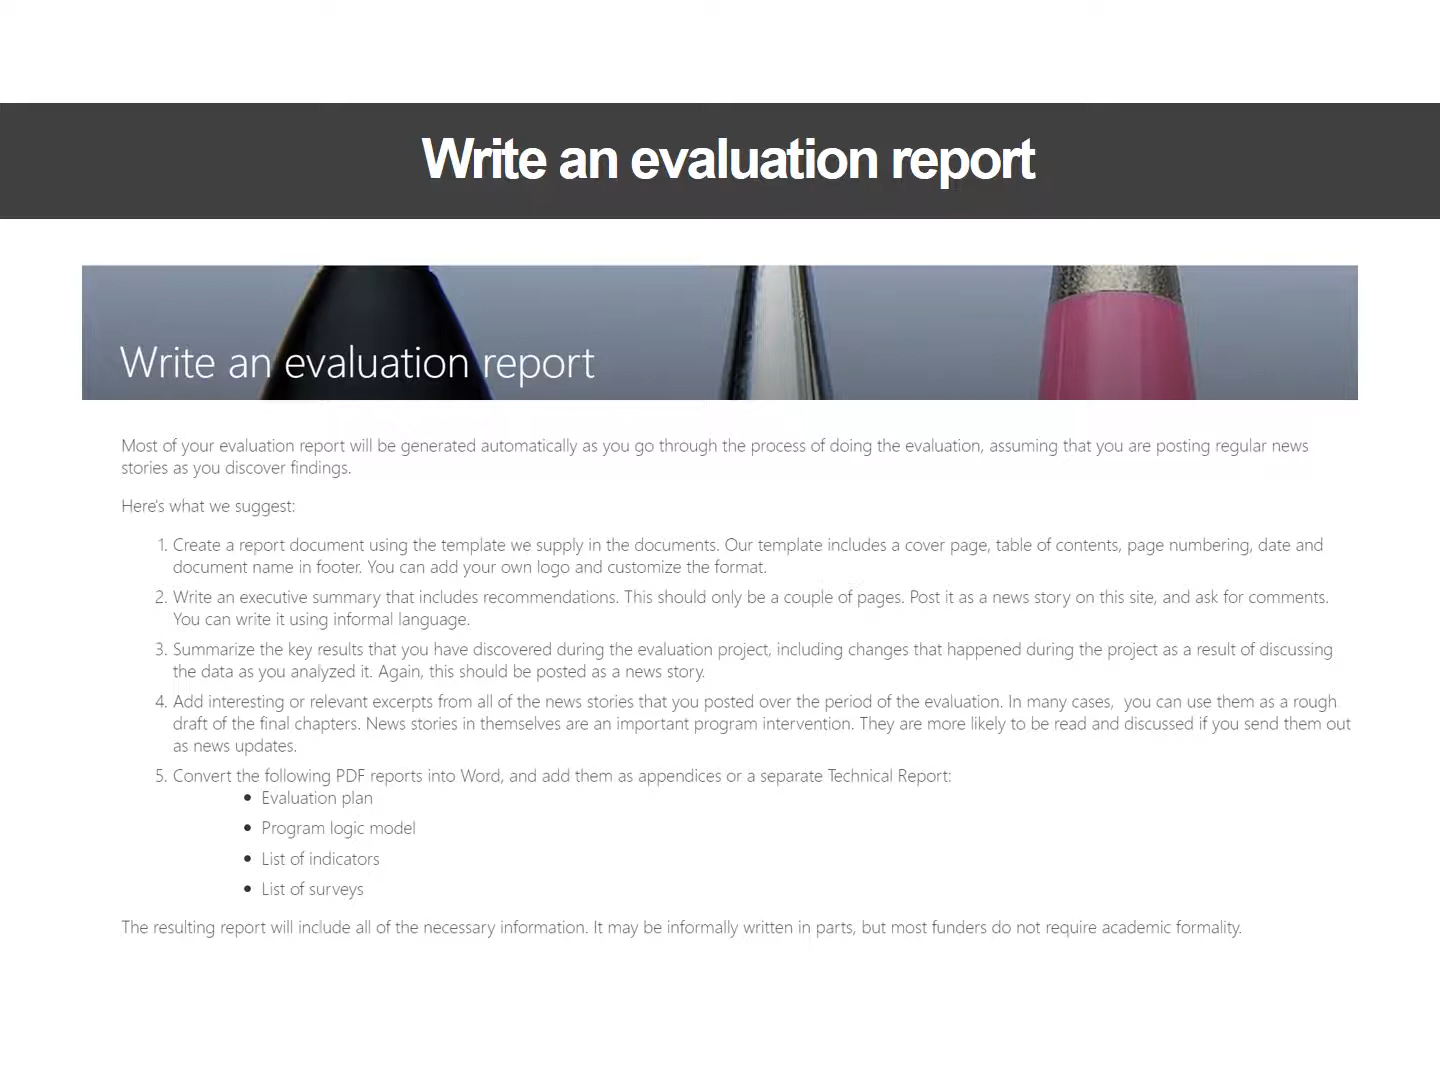 Write an evaluation report
Write an evaluation report
Most of your evaluation report will be generated automatically as you go through the process of doing the evaluation, assuming that you are posting regular news
stories as you discover findings.
Here's what we suggest:
1. Create a report document using the template we supply in the documents. Our template includes a cover page, table of contents, page numbering, date and
document name in footer. You can add your own logo and customize the format.
2. Write an executive summary that includes recommendations. This should only be a couple of pages. Post it as a news story on this site, and ask for comments.
You can write it using informal language.
3. Summarize the key results that you have discovered during the evaluation project, including changes that happened during the project as a result of discussing
the data as you analyzed it. Again, this should be posted as a news story.
4. Add interesting or relevant excerpts from all of the news stories that you posted over the period of the evaluation. In many cases,  you can use them as a rough
draft of the final chapters. News stories in themselves are an important program intervention. They are more likely to be read and discussed if you send them out
as news updates.
5. Convert the following PDF reports into Word, and add them as appendices or a separate Technical Report:
• Evaluation plan
• Program logic model
• List of indicators
• List of surveys
The resulting report will include all of the necessary information. It may be informally written in parts, but most funders do not require academic formality.